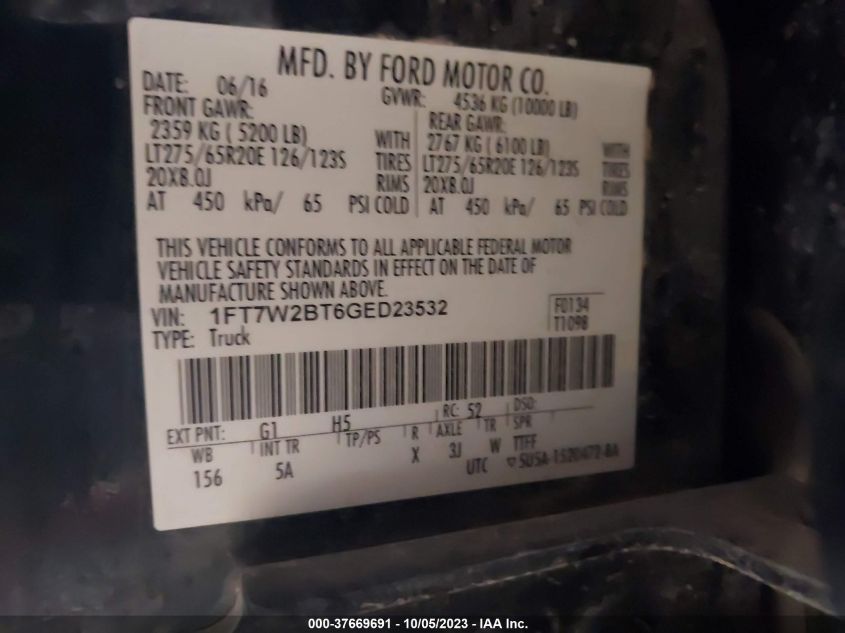 MFD. BY FORD MOTOR CO.
DATE: 06/16 GVWR: 4536 KG (10000 LB)
FRONT GAWR: REAR GAWR:
2359 KG ( 5200 LB) WITH 2767 KG ( 6100 LB) WITH
LT275/65R20E 126/123S TIRES LT275/65R20E 126/123S TIRES
20X8.0J RIMS 20X8.0J RIMS
AT 450 kPa/ 65 PSI COLD AT 450 kPa/ 65 PSI COLD
THIS VEHICLE CONFORMS TO ALL APPLICABLE FEDERAL MOTOR
VEHICLE SAFETY STANDARDS IN EFFECT ON THE DATE OF
MANUFACTURE SHOWN ABOVE.
VIN: 1FT7W2BT6GED23532 F0134
TYPE: Truck T1098
EXT PNT: G1 H5 RC: 52 DSO:
WB INT TR TP/PS R AXLE TR SPR
156 5A X 3J W TTFF
UTC ▽5U5A-1520472-BA
000-37669691 - 10/05/2023 - IAA Inc.